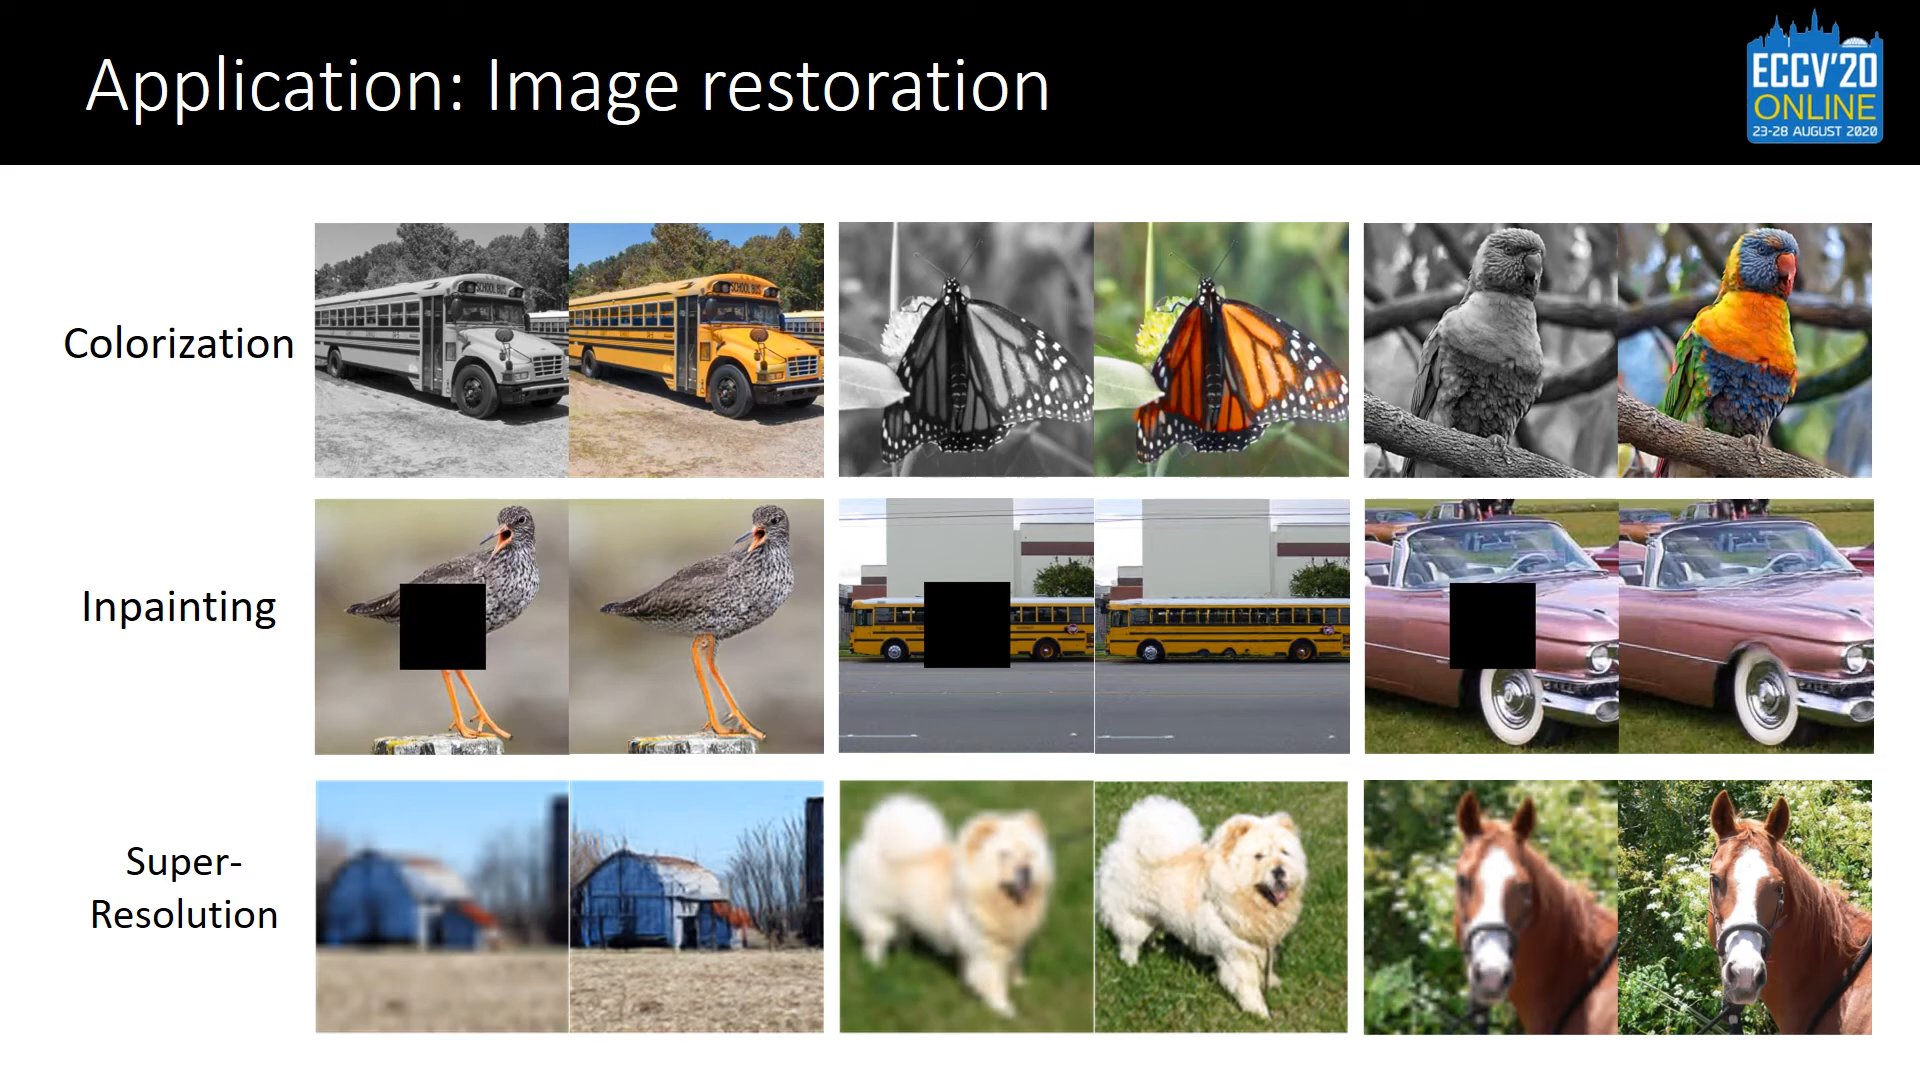 Application: Image restoration
ECCV'20
ONLINE
23-28 AUGUST 2020
Colorization
SCHOOL BUS
SCHOOL BUS
Inpainting
Super-
Resolution